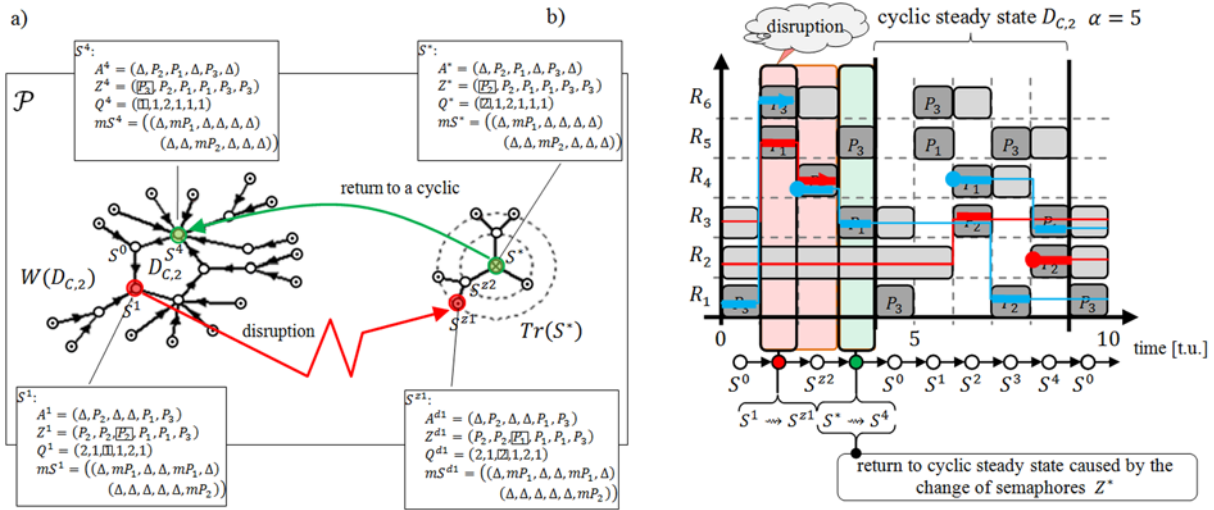 a)
S⁴:
A⁴ = (Δ, P₂, P₁, Δ, P₃, Δ)
Z⁴ = (P₃, P₂, P₁, P₁, P₃, P₃)
Q⁴ = (1,1,2,1,1,1)
mS⁴ = ((Δ, mP₁, Δ, Δ, Δ, Δ)
(Δ, Δ, mP₂, Δ, Δ, Δ))
b)
S*:
A* = (Δ, P₂, P₁, Δ, P₃, Δ)
Z* = (P₂, P₂, P₁, P₁, P₃, P₃)
Q* = (2,1,2,1,1,1)
mS* = ((Δ, mP₁, Δ, Δ, Δ, Δ)
(Δ, Δ, mP₂, Δ, Δ, Δ))
𝒫
return to a cyclic
S⁰
S⁴
D_C,2
W(D_C,2)
S¹
disruption
S*
S^z2
S^z1
Tr(S*)
S¹:
A¹ = (Δ, P₂, Δ, Δ, P₁, P₃)
Z¹ = (P₂, P₂, P₂, P₁, P₁, P₃)
Q¹ = (2,1,1,1,2,1)
mS¹ = ((Δ, mP₁, Δ, Δ, mP₁, Δ)
(Δ, Δ, Δ, Δ, Δ, mP₂))
S^z1:
A^d1 = (Δ, P₂, Δ, Δ, P₁, P₃)
Z^d1 = (P₂, P₂, P₁, P₁, P₁, P₃)
Q^d1 = (2,1,2,1,2,1)
mS^d1 = ((Δ, mP₁, Δ, Δ, mP₁, Δ)
(Δ, Δ, Δ, Δ, Δ, mP₂))
disruption
cyclic steady state D_C,2 α = 5
R₆ P₃ P₃
R₅ P₁ P₃ P₁ P₃
R₄ P₁
R₃ P₁ P₂
R₂ P₂
R₁ P₃ P₃ P₂ P₃
0 5 10
time [t.u.]
S⁰ S^z2 S⁰ S¹ S² S³ S⁴ S⁰
S¹ ⇝ S^z1 S* ⇝ S⁴
return to cyclic steady state caused by the
change of semaphores Z*